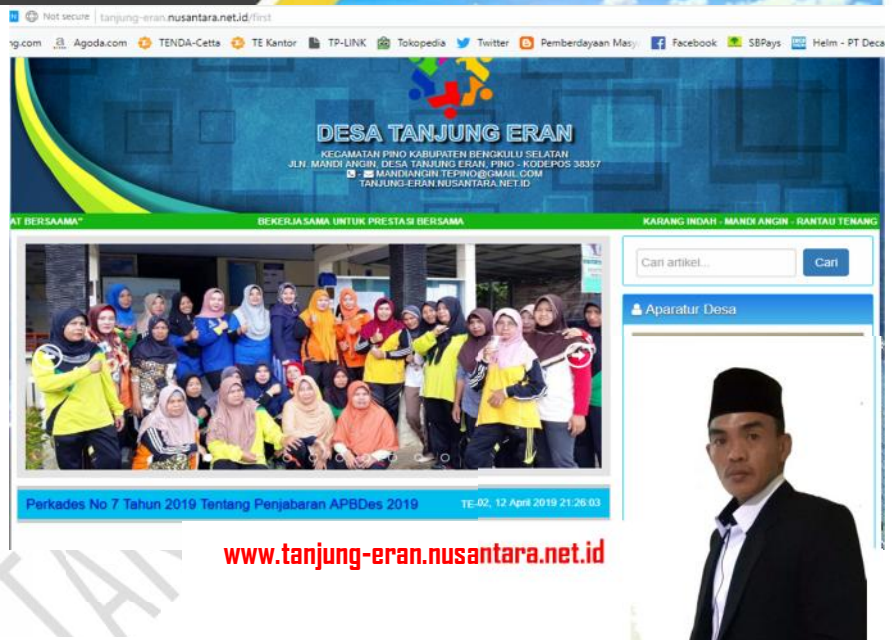 Not secure | tanjung-eran.nusantara.net.id/first
ng.com Agoda.com TENDA-Cetta TE Kantor TP-LINK Tokopedia Twitter Pemberdayaan Masy Facebook SBPays Helm - PT Deca
DESA TANJUNG ERAN
KECAMATAN PINO KABUPATEN BENGKULU SELATAN
JLN. MANDI ANGIN, DESA TANJUNG ERAN, PINO - KODEPOS 38357
- MANDIANGIN.TEPINO@GMAIL.COM
TANJUNG-ERAN.NUSANTARA.NET.ID
AT BERSAAMA" BEKERJASAMA UNTUK PRESTASI BERSAMA KARANG INDAH - MANDI ANGIN - RANTAU TENANG
Cari artikel... Cari
Aparatur Desa
Perkades No 7 Tahun 2019 Tentang Penjabaran APBDes 2019 TE-02, 12 April 2019 21:26:03
www.tanjung-eran.nusantara.net.id